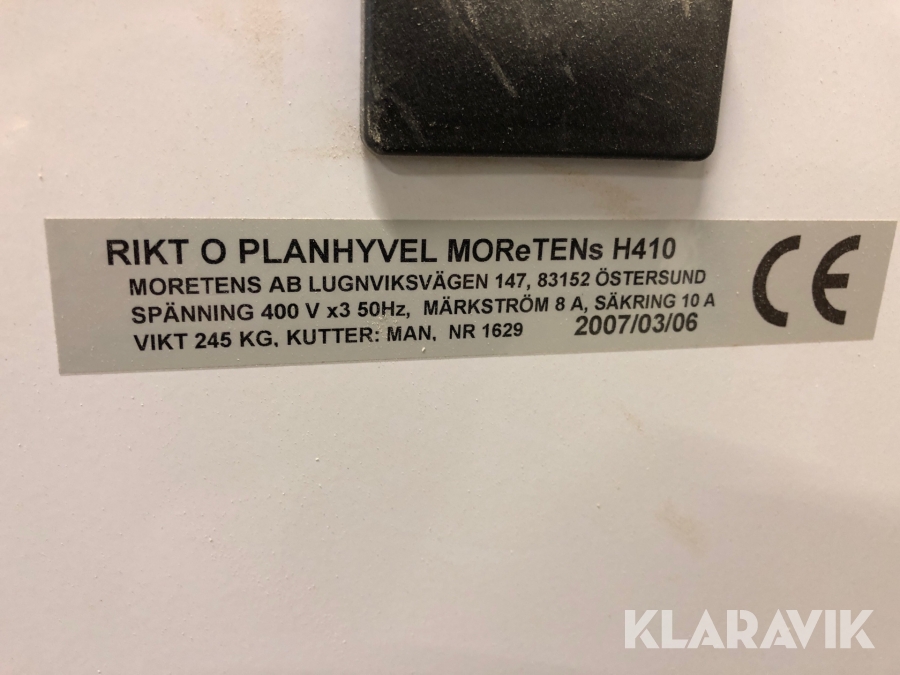 RIKT O PLANHYVEL MOReTENs H410
MORETENS AB LUGNVIKSVÄGEN 147, 83152 ÖSTERSUND
SPÄNNING 400 V x3 50Hz, MÄRKSTRÖM 8 A, SÄKRING 10 A
VIKT 245 KG, KUTTER: MAN, NR 1629 2007/03/06
CE
KLARAVIK